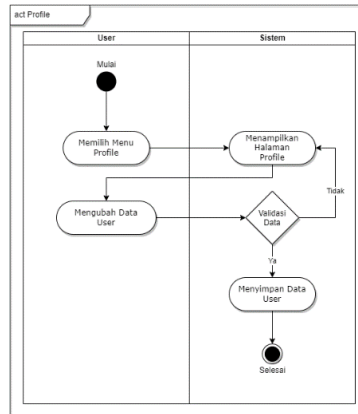 act Profile
User
Sistem
Mulai
Memilih Menu
Profile
Menampilkan
Halaman
Profile
Tidak
Mengubah Data
User
Validasi
Data
Ya
Menyimpan Data
User
Selesai